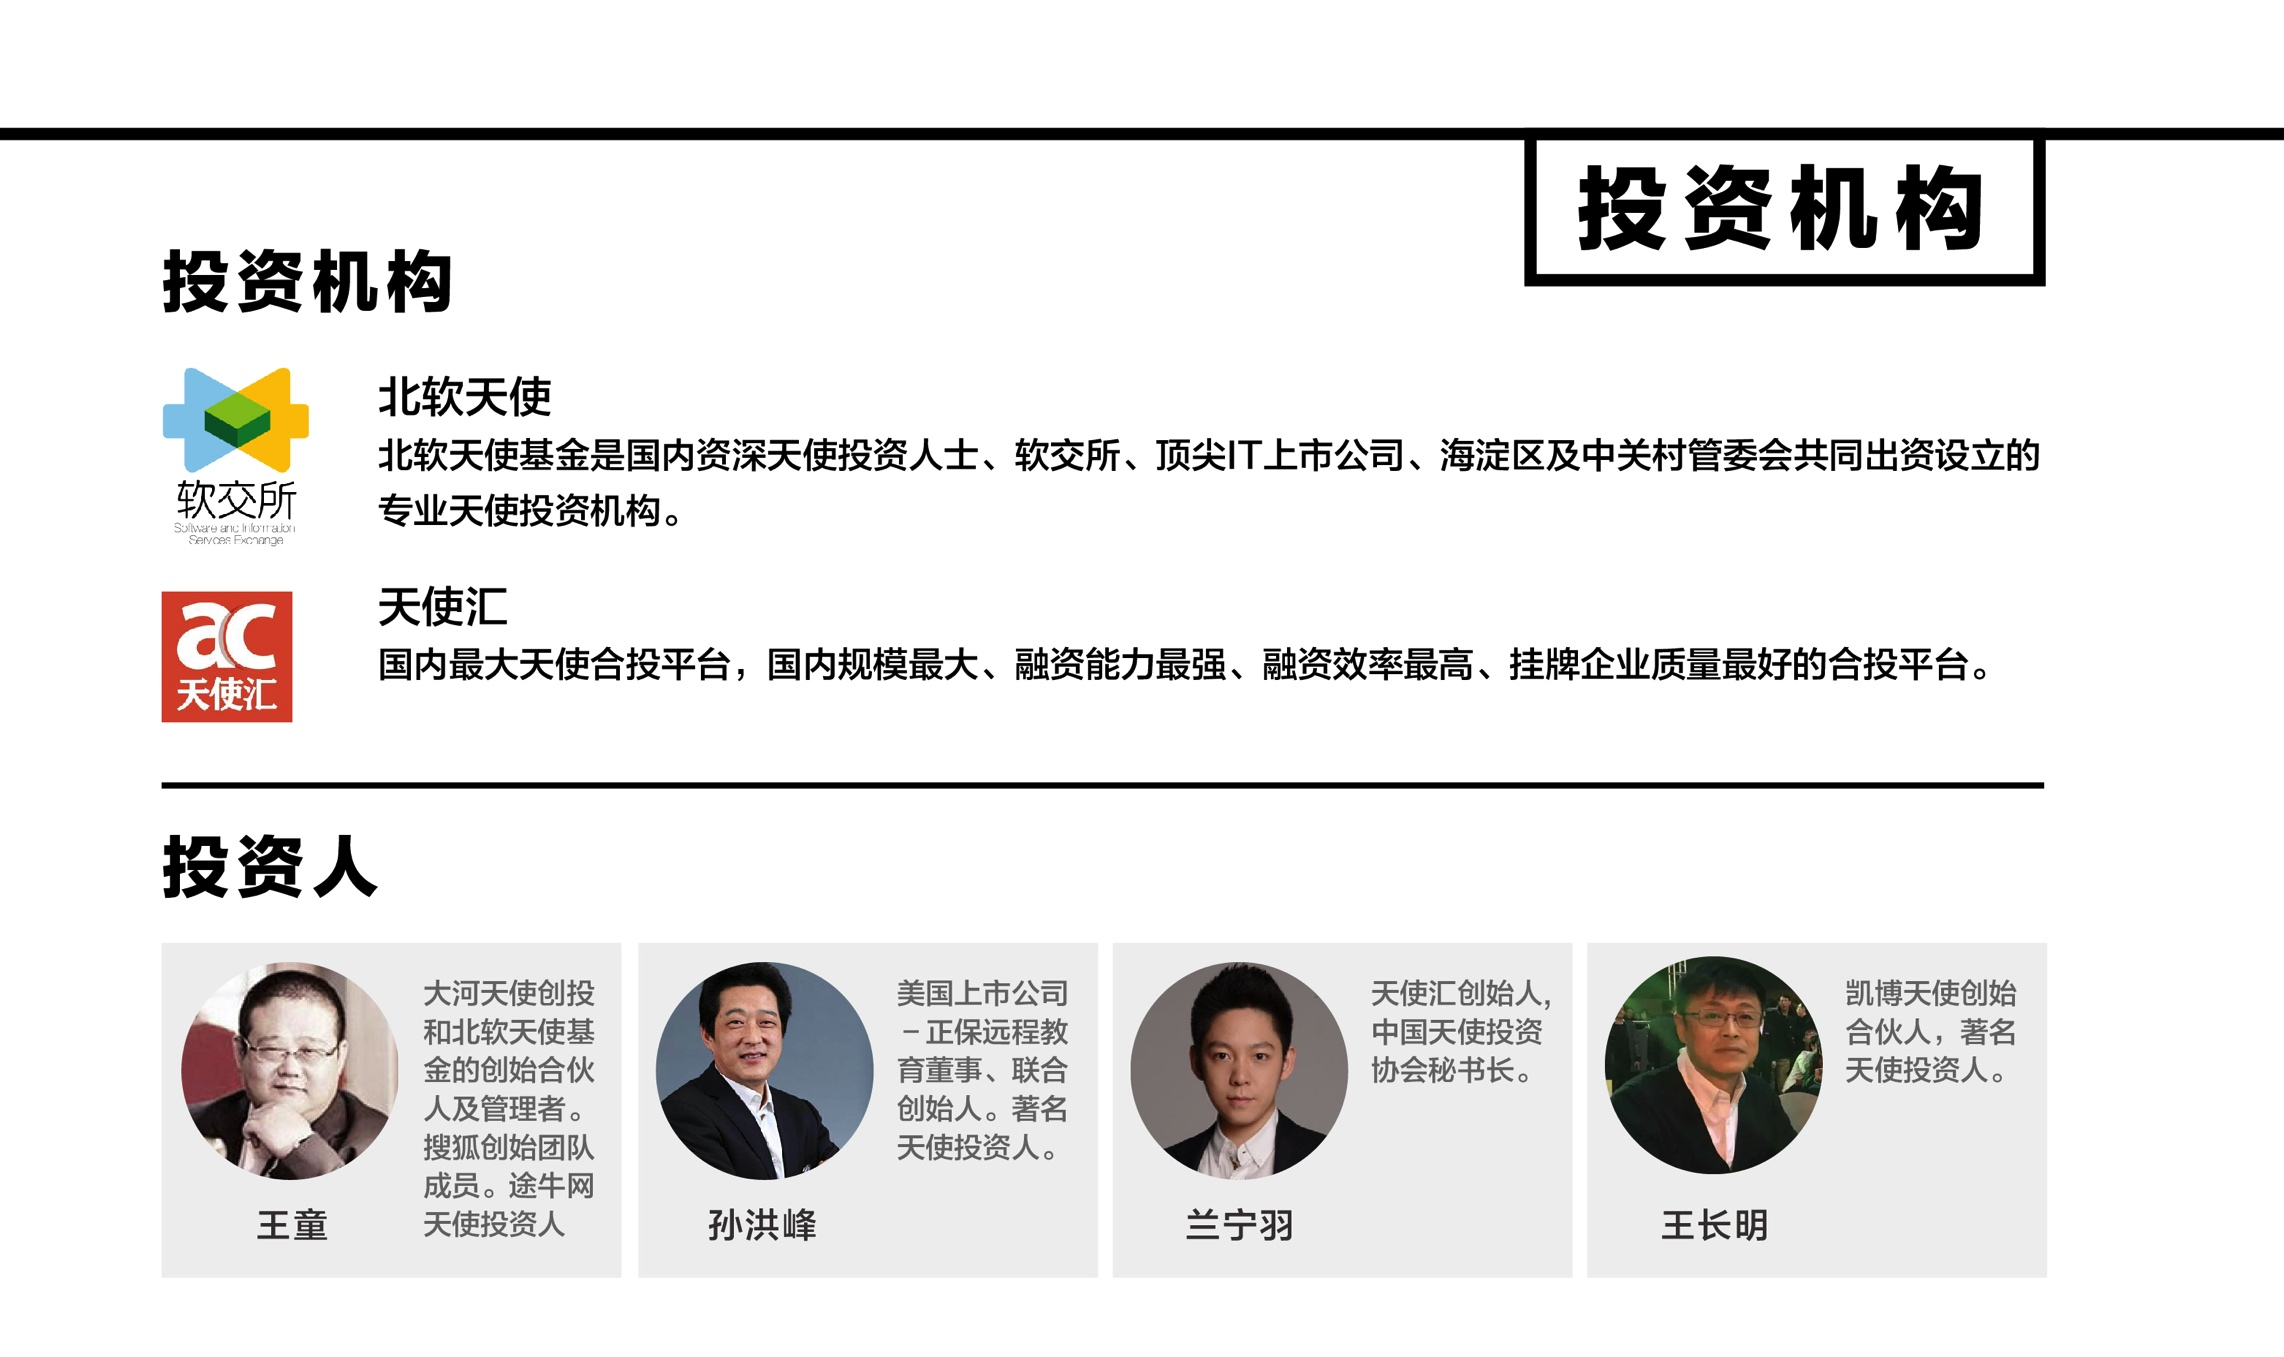 投资机构
投资机构
软交所
Software and Information
Services Exchange
北软天使
北软天使基金是国内资深天使投资人士、软交所、顶尖IT上市公司、海淀区及中关村管委会共同出资设立的
专业天使投资机构。
ac
天使汇
天使汇
国内最大天使合投平台，国内规模最大、融资能力最强、融资效率最高、挂牌企业质量最好的合投平台。
投资人
大河天使创投
和北软天使基
金的创始合伙
人及管理者。
搜狐创始团队
成员。途牛网
天使投资人
王童
美国上市公司
－正保远程教
育董事、联合
创始人。著名
天使投资人。
孙洪峰
天使汇创始人，
中国天使投资
协会秘书长。
兰宁羽
凯博天使创始
合伙人，著名
天使投资人。
王长明